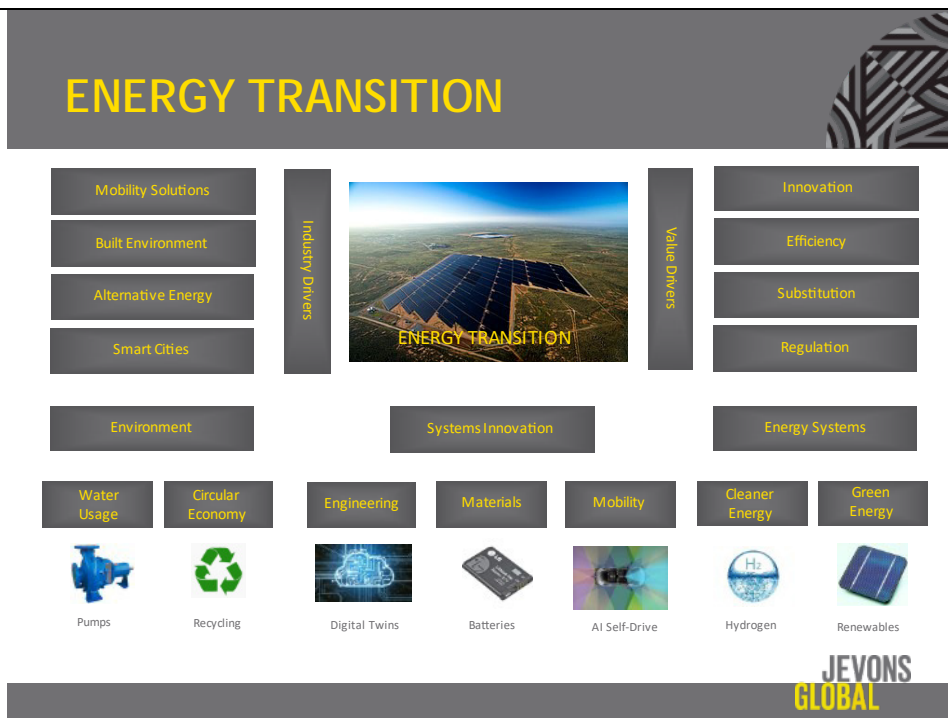 ENERGY TRANSITION
Mobility Solutions
Built Environment
Alternative Energy
Smart Cities
Industry Drivers
ENERGY TRANSITION
Value Drivers
Innovation
Efficiency
Substitution
Regulation
Environment
Systems Innovation
Energy Systems
Water
Usage
Circular
Economy
Engineering
Materials
Mobility
Cleaner
Energy
Green
Energy
H2
Pumps
Recycling
Digital Twins
Batteries
AI Self-Drive
Hydrogen
Renewables
JEVONS
GLOBAL